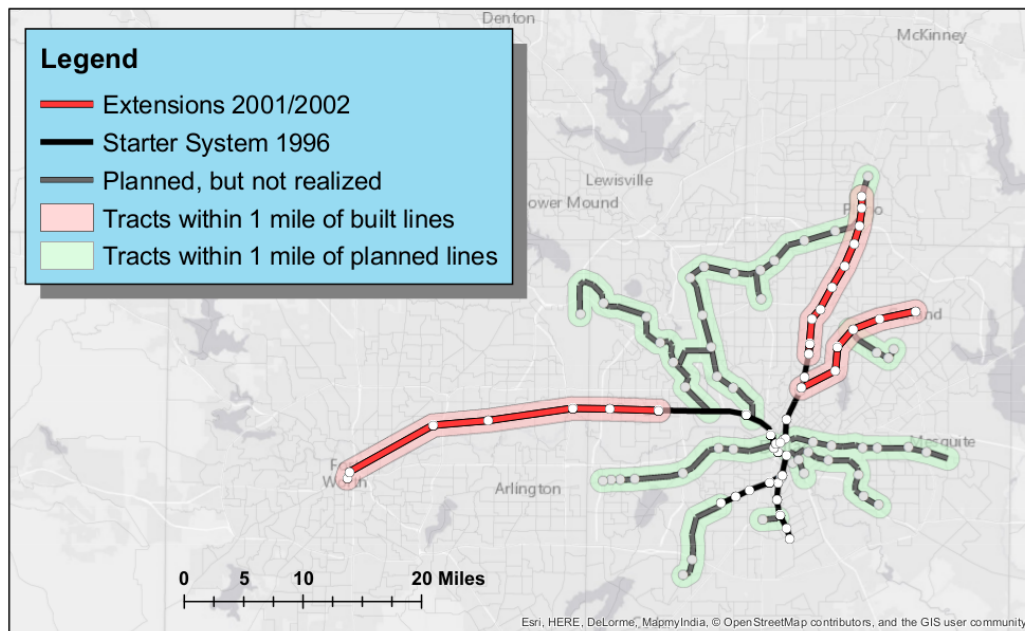 Denton
McKinney
Legend
Extensions 2001/2002
Starter System 1996
Planned, but not realized
Tracts within 1 mile of built lines
Tracts within 1 mile of planned lines
Lewisville
ower Mound
nd
Mesquite
Worth
Arlington
0 5 10 20 Miles
Esri, HERE, DeLorme, MapmyIndia, © OpenStreetMap contributors, and the GIS user community